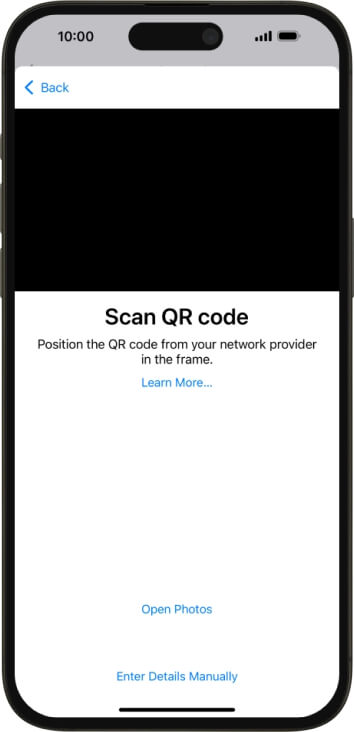 10:00
Back
Scan QR code
Position the QR code from your network provider
in the frame.
Learn More...
Open Photos
Enter Details Manually